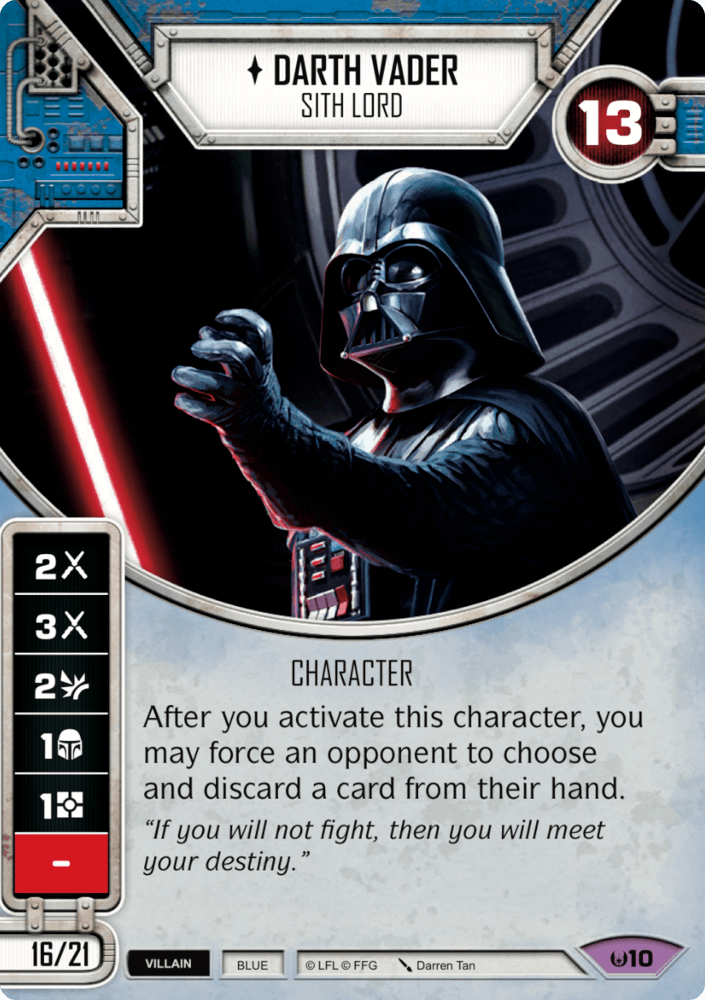 DARTH VADER
SITH LORD
13
2
3
2
1
1
-
CHARACTER
After you activate this character, you
may force an opponent to choose
and discard a card from their hand.
“If you will not fight, then you will meet
your destiny.”
16/21
VILLAIN
BLUE
© LFL © FFG
Darren Tan
10